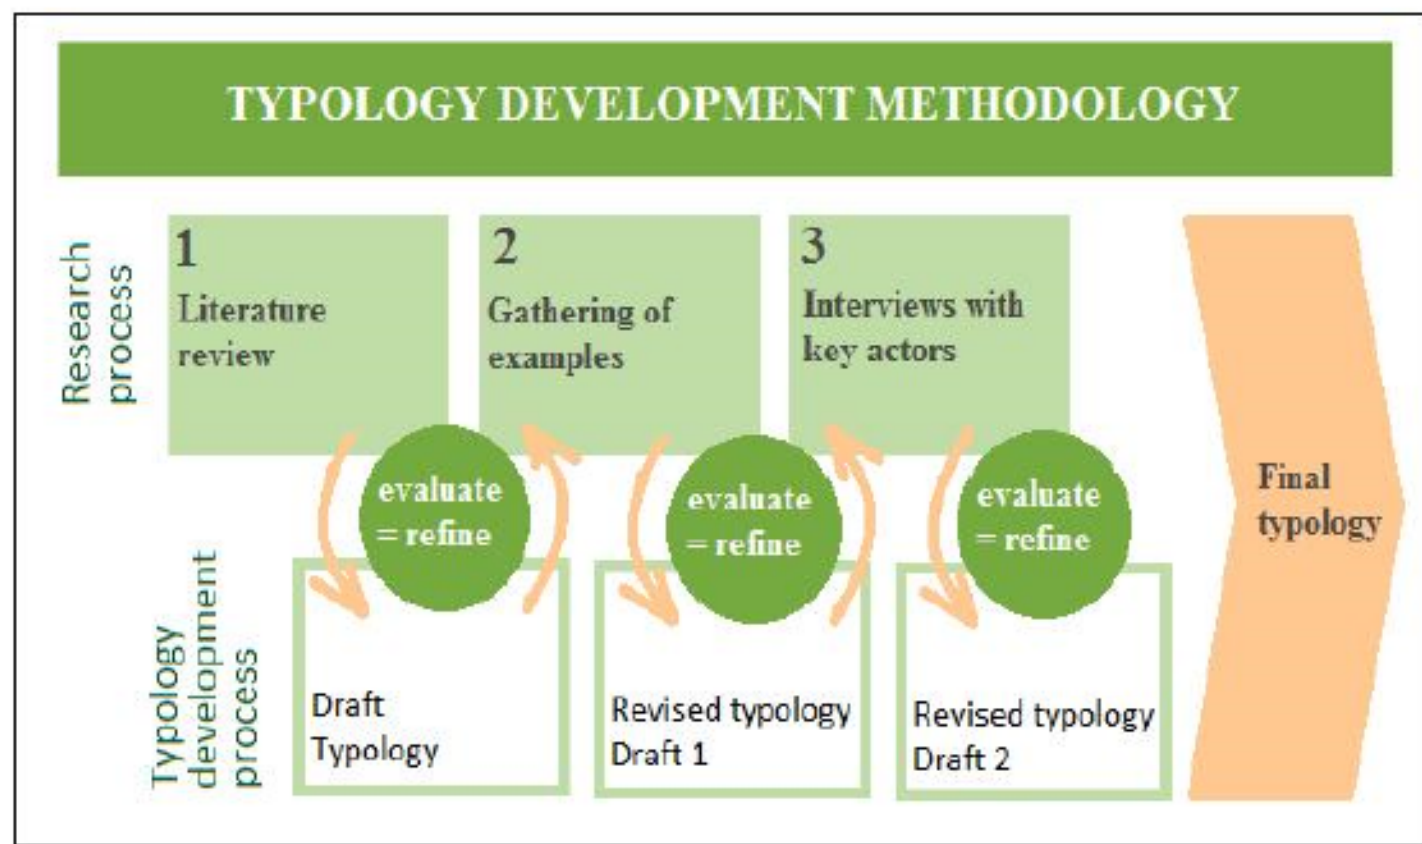 TYPOLOGY DEVELOPMENT METHODOLOGY
Research
process
1
Literature
review
2
Gathering of
examples
3
Interviews with
key actors
evaluate
= refine
evaluate
= refine
evaluate
= refine
Final
typology
Typology
development
process
Draft
Typology
Revised typology
Draft 1
Revised typology
Draft 2